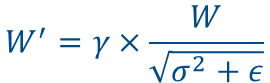 W′ = γ × W / √(σ² + ϵ)